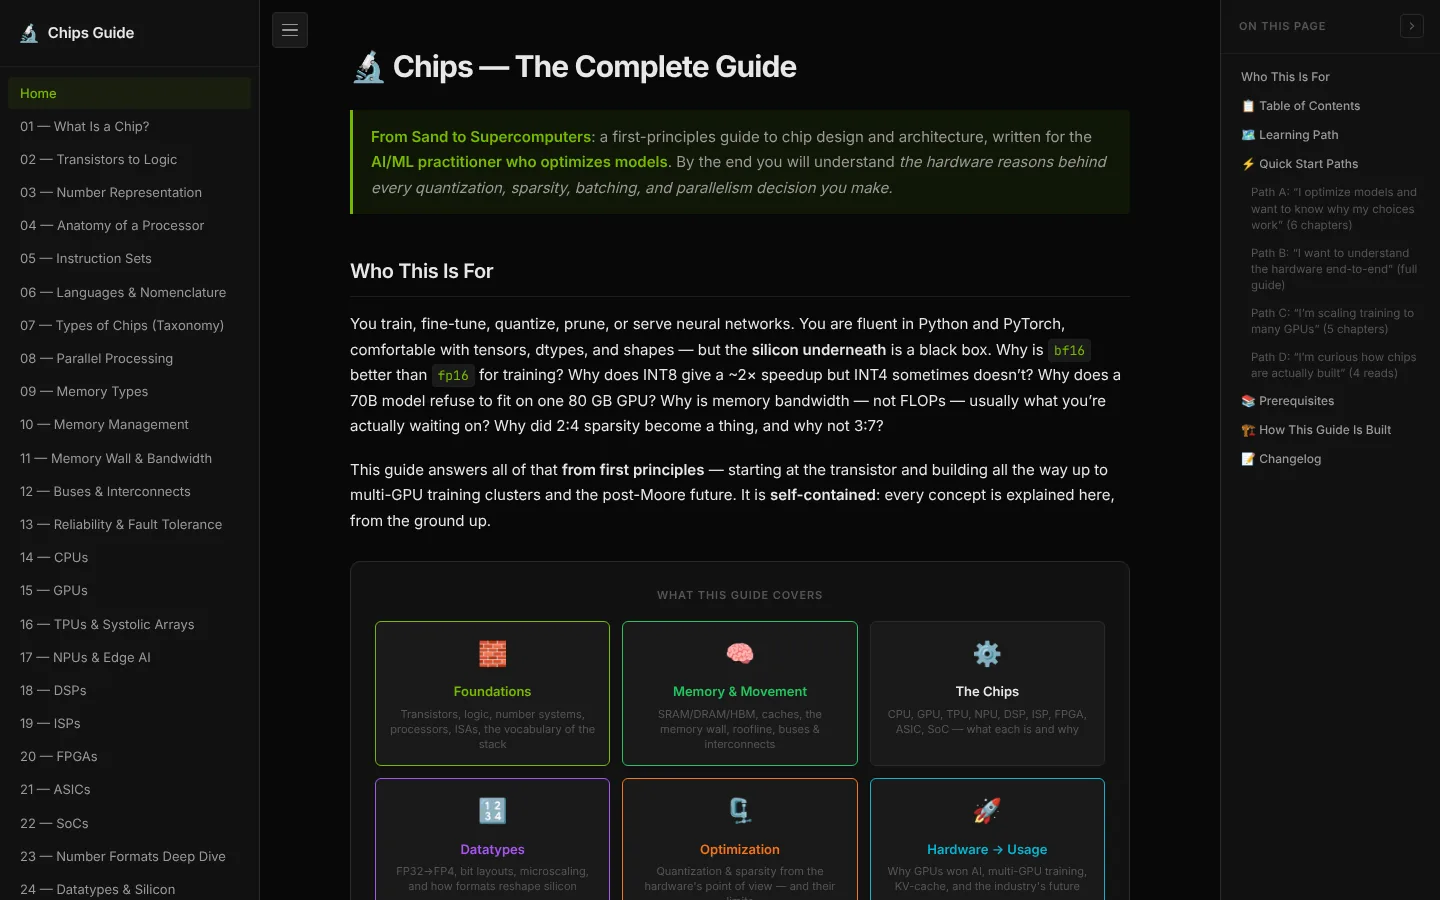 Chips Guide
Home
01 — What Is a Chip?
02 — Transistors to Logic
03 — Number Representation
04 — Anatomy of a Processor
05 — Instruction Sets
06 — Languages & Nomenclature
07 — Types of Chips (Taxonomy)
08 — Parallel Processing
09 — Memory Types
10 — Memory Management
11 — Memory Wall & Bandwidth
12 — Buses & Interconnects
13 — Reliability & Fault Tolerance
14 — CPUs
15 — GPUs
16 — TPUs & Systolic Arrays
17 — NPUs & Edge AI
18 — DSPs
19 — ISPs
20 — FPGAs
21 — ASICs
22 — SoCs
23 — Number Formats Deep Dive
24 — Datatypes & Silicon
Chips — The Complete Guide
From Sand to Supercomputers: a first-principles guide to chip design and architecture, written for the
AI/ML practitioner who optimizes models. By the end you will understand the hardware reasons behind
every quantization, sparsity, batching, and parallelism decision you make.
Who This Is For
You train, fine-tune, quantize, prune, or serve neural networks. You are fluent in Python and PyTorch,
comfortable with tensors, dtypes, and shapes — but the silicon underneath is a black box. Why is bf16
better than fp16 for training? Why does INT8 give a ~2× speedup but INT4 sometimes doesn't? Why does a
70B model refuse to fit on one 80 GB GPU? Why is memory bandwidth — not FLOPs — usually what you're
actually waiting on? Why did 2:4 sparsity become a thing, and why not 3:7?
This guide answers all of that from first principles — starting at the transistor and building all the way up to
multi-GPU training clusters and the post-Moore future. It is self-contained: every concept is explained here,
from the ground up.
WHAT THIS GUIDE COVERS
Foundations
Transistors, logic, number systems,
processors, ISAs, the vocabulary of the
stack
Memory & Movement
SRAM/DRAM/HBM, caches, the
memory wall, roofline, buses &
interconnects
The Chips
CPU, GPU, TPU, NPU, DSP, ISP, FPGA,
ASIC, SoC — what each is and why
Datatypes
FP32→FP4, bit layouts, microscaling,
and how formats reshape silicon
Optimization
Quantization & sparsity from the
hardware's point of view — and their
limits
Hardware → Usage
Why GPUs won AI, multi-GPU training,
KV-cache, and the industry's future
ON THIS PAGE
Who This Is For
Table of Contents
Learning Path
Quick Start Paths
Path A: "I optimize models and
want to know why my choices
work" (6 chapters)
Path B: "I want to understand
the hardware end-to-end" (full
guide)
Path C: "I'm scaling training to
many GPUs" (5 chapters)
Path D: "I'm curious how chips
are actually built" (4 reads)
Prerequisites
How This Guide Is Built
Changelog